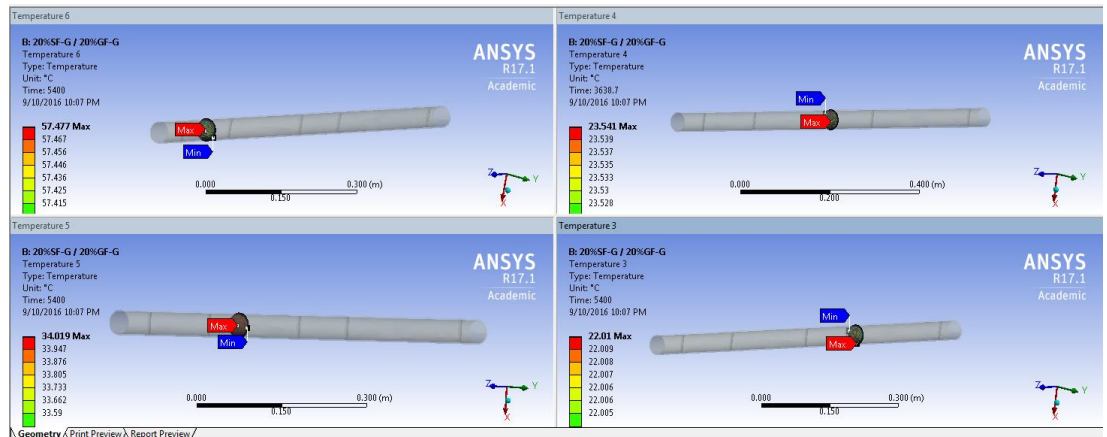 Temperature 6
B: 20%SF-G / 20%GF-G
Temperature 6
Type: Temperature
Unit: °C
Time: 5400
9/10/2016 10:07 PM
57.477 Max
57.467
57.456
57.446
57.436
57.425
57.415
Max
Min
0.000
0.300 (m)
0.150
ANSYS
R17.1
Academic
Z
Y
X
Temperature 4
B: 20%SF-G / 20%GF-G
Temperature 4
Type: Temperature
Unit: °C
Time: 3638.7
9/10/2016 10:07 PM
23.541 Max
23.539
23.537
23.535
23.533
23.53
23.528
Min
Max
0.000
0.400 (m)
0.200
ANSYS
R17.1
Academic
Z
Y
X
Temperature 5
B: 20%SF-G / 20%GF-G
Temperature 5
Type: Temperature
Unit: °C
Time: 5400
9/10/2016 10:07 PM
34.019 Max
33.947
33.876
33.805
33.733
33.662
33.59
Max
Min
0.000
0.300 (m)
0.150
ANSYS
R17.1
Academic
Z
Y
X
Temperature 3
B: 20%SF-G / 20%GF-G
Temperature 3
Type: Temperature
Unit: °C
Time: 5400
9/10/2016 10:07 PM
22.01 Max
22.009
22.008
22.007
22.006
22.006
22.005
Min
Max
0.000
0.300 (m)
0.150
ANSYS
R17.1
Academic
Z
Y
X
Geometry / Print Preview / Report Preview /